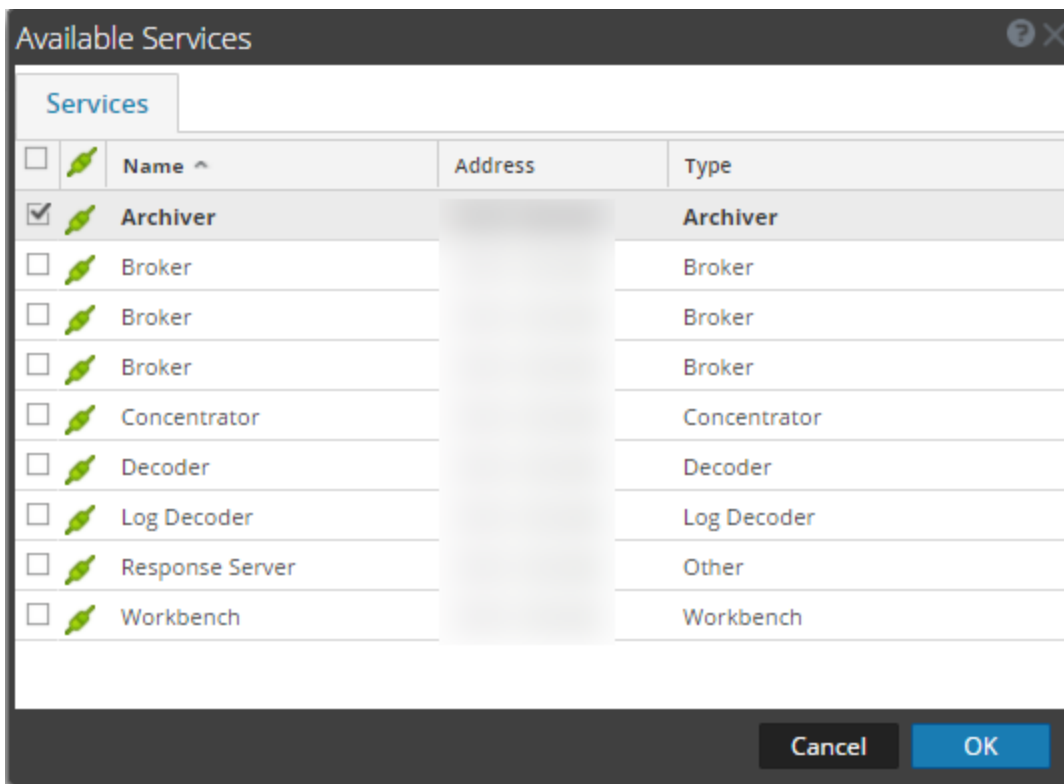 Available Services
Services
Name Address Type
Archiver Archiver
Broker Broker
Broker Broker
Broker Broker
Concentrator Concentrator
Decoder Decoder
Log Decoder Log Decoder
Response Server Other
Workbench Workbench
Cancel OK